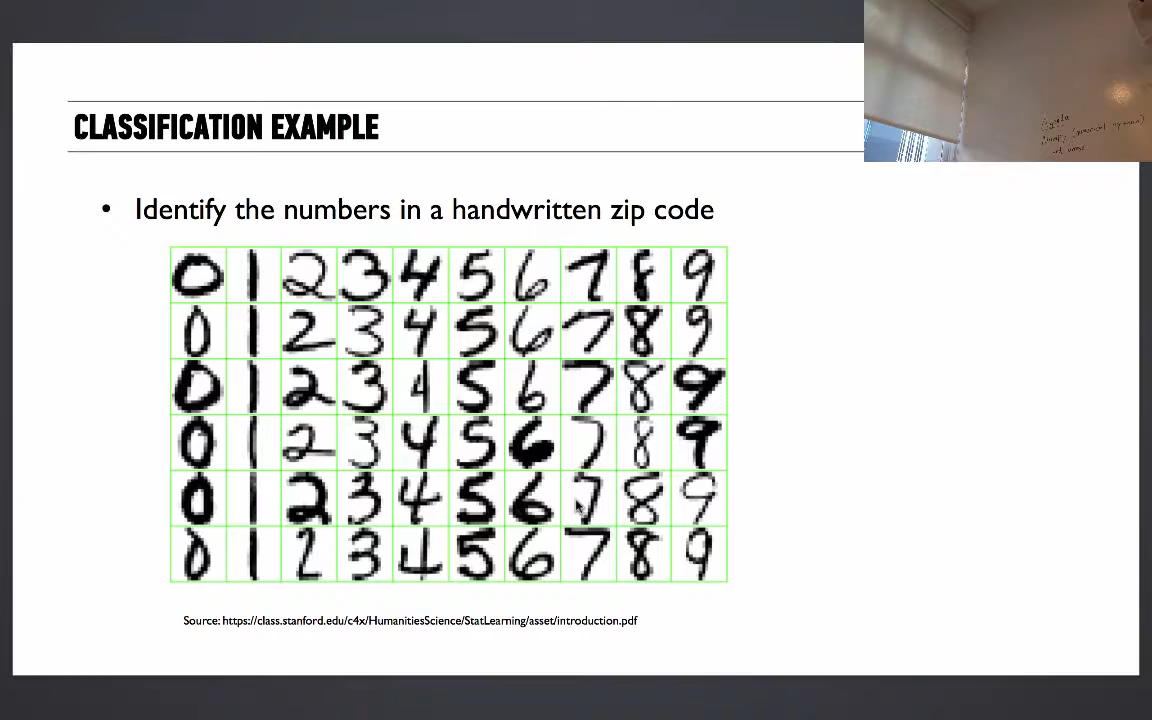 CLASSIFICATION EXAMPLE
• Identify the numbers in a handwritten zip code
0 1 2 3 4 5 6 7 8 9
0 1 2 3 4 5 6 7 8 9
0 1 2 3 4 5 6 7 8 9
0 1 2 3 4 5 6 7 8 9
0 1 2 3 4 5 6 7 8 9
0 1 2 3 4 5 6 7 8 9
Source: https://class.stanford.edu/c4x/HumanitiesScience/StatLearning/asset/introduction.pdf